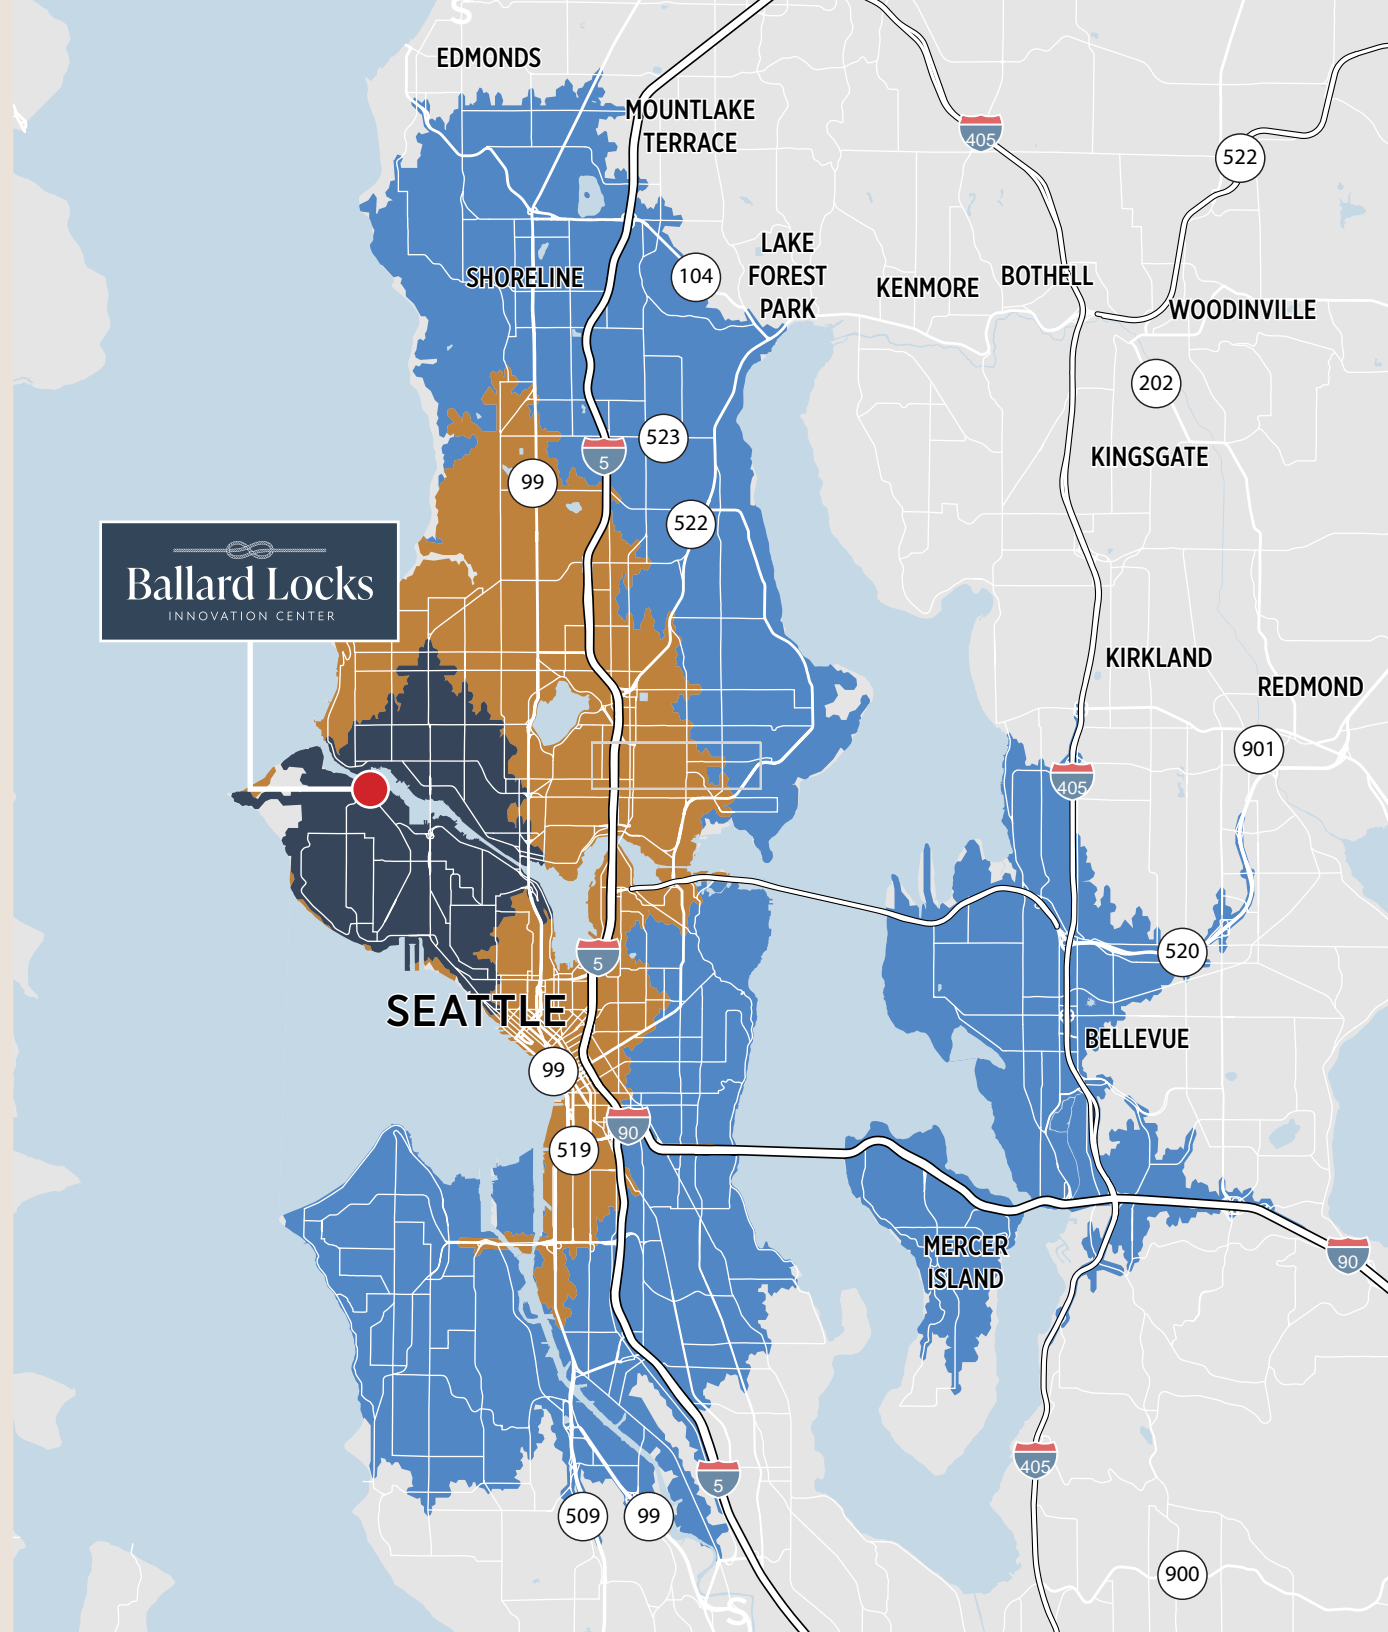 S
EDMONDS
MOUNTLAKE
TERRACE
405
522
LAKE
FOREST
PARK
104
SHORELINE
KENMORE
BOTHELL
WOODINVILLE
202
523
5
99
KINGSGATE
522
Ballard Locks
INNOVATION CENTER
KIRKLAND
REDMOND
901
405
5
520
SEATTLE
BELLEVUE
99
90
519
MERCER
ISLAND
90
405
5
509
99
900
S